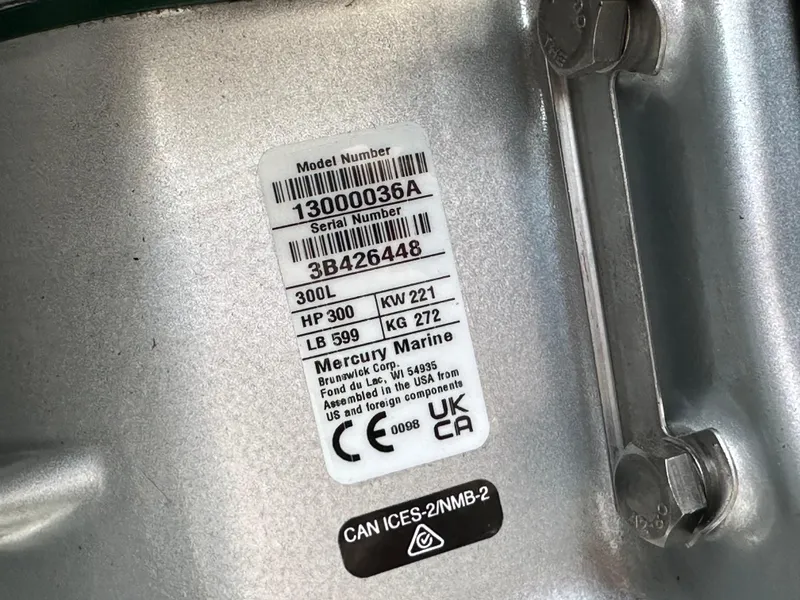 Model Number
13000036A
Serial Number
3B426448
300L
HP 300 KW 221
LB 599 KG 272
Mercury Marine
Brunswick Corp.
Fond du Lac, WI 54935
Assembled in the USA from
US and foreign components
CE 0098 UK
CA
CAN ICES-2/NMB-2